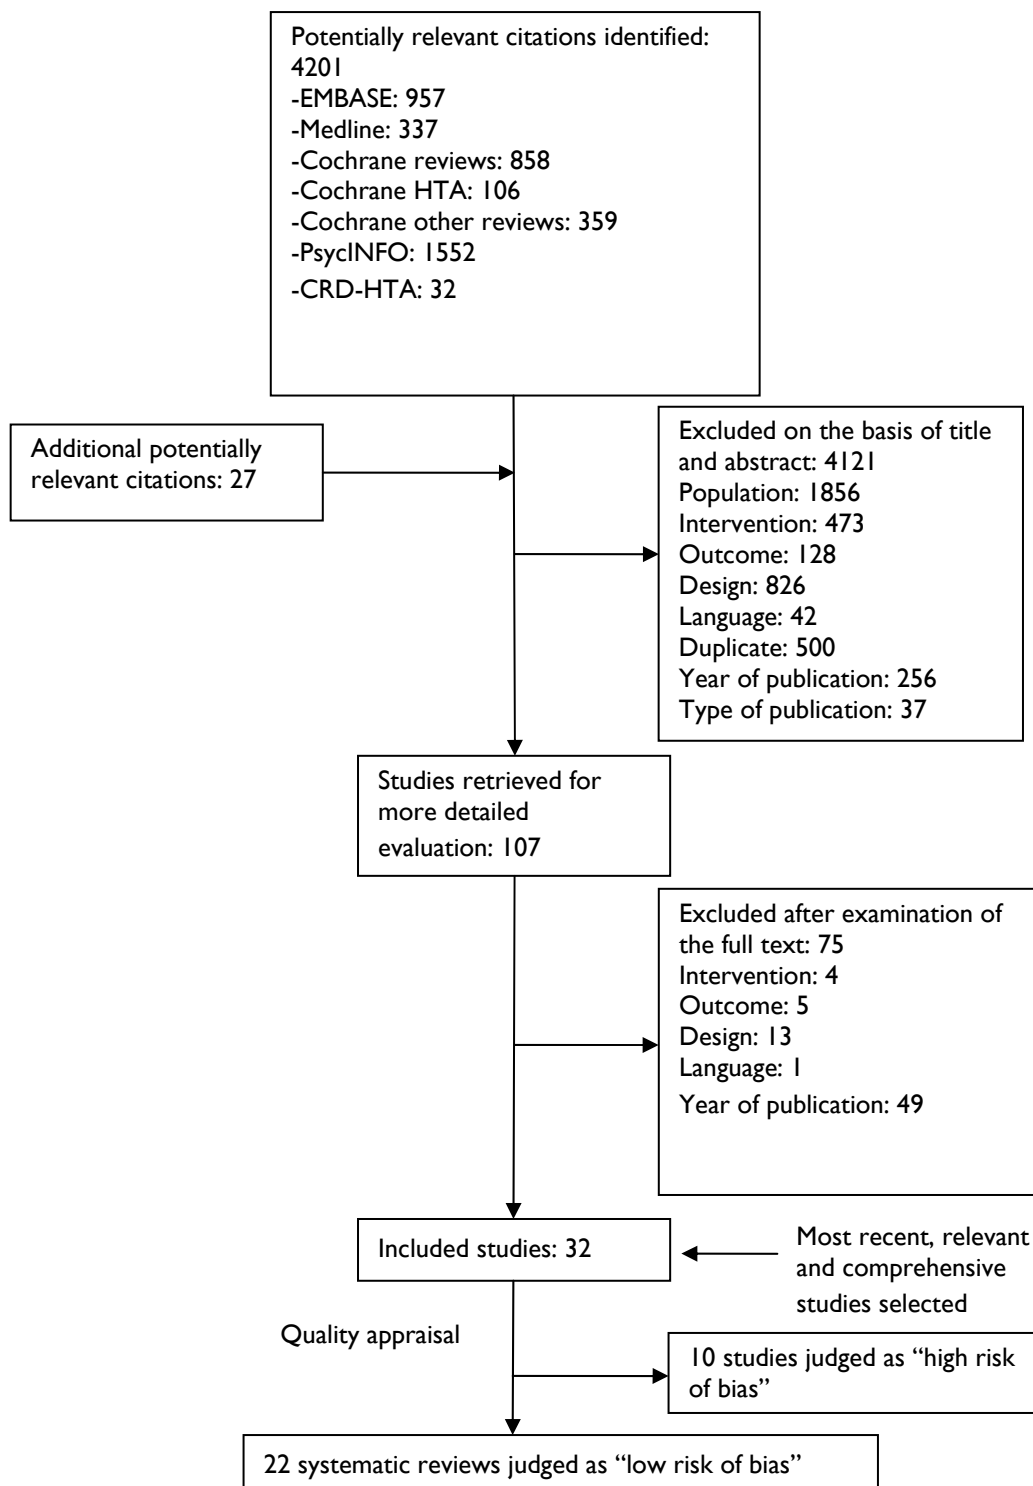 Potentially relevant citations identified:
4201
-EMBASE: 957
-Medline: 337
-Cochrane reviews: 858
-Cochrane HTA: 106
-Cochrane other reviews: 359
-PsycINFO: 1552
-CRD-HTA: 32
Additional potentially
relevant citations: 27
Excluded on the basis of title
and abstract: 4121
Population: 1856
Intervention: 473
Outcome: 128
Design: 826
Language: 42
Duplicate: 500
Year of publication: 256
Type of publication: 37
Studies retrieved for
more detailed
evaluation: 107
Excluded after examination of
the full text: 75
Intervention: 4
Outcome: 5
Design: 13
Language: 1
Year of publication: 49
Included studies: 32
Most recent, relevant
and comprehensive
studies selected
Quality appraisal
10 studies judged as “high risk
of bias”
22 systematic reviews judged as “low risk of bias”